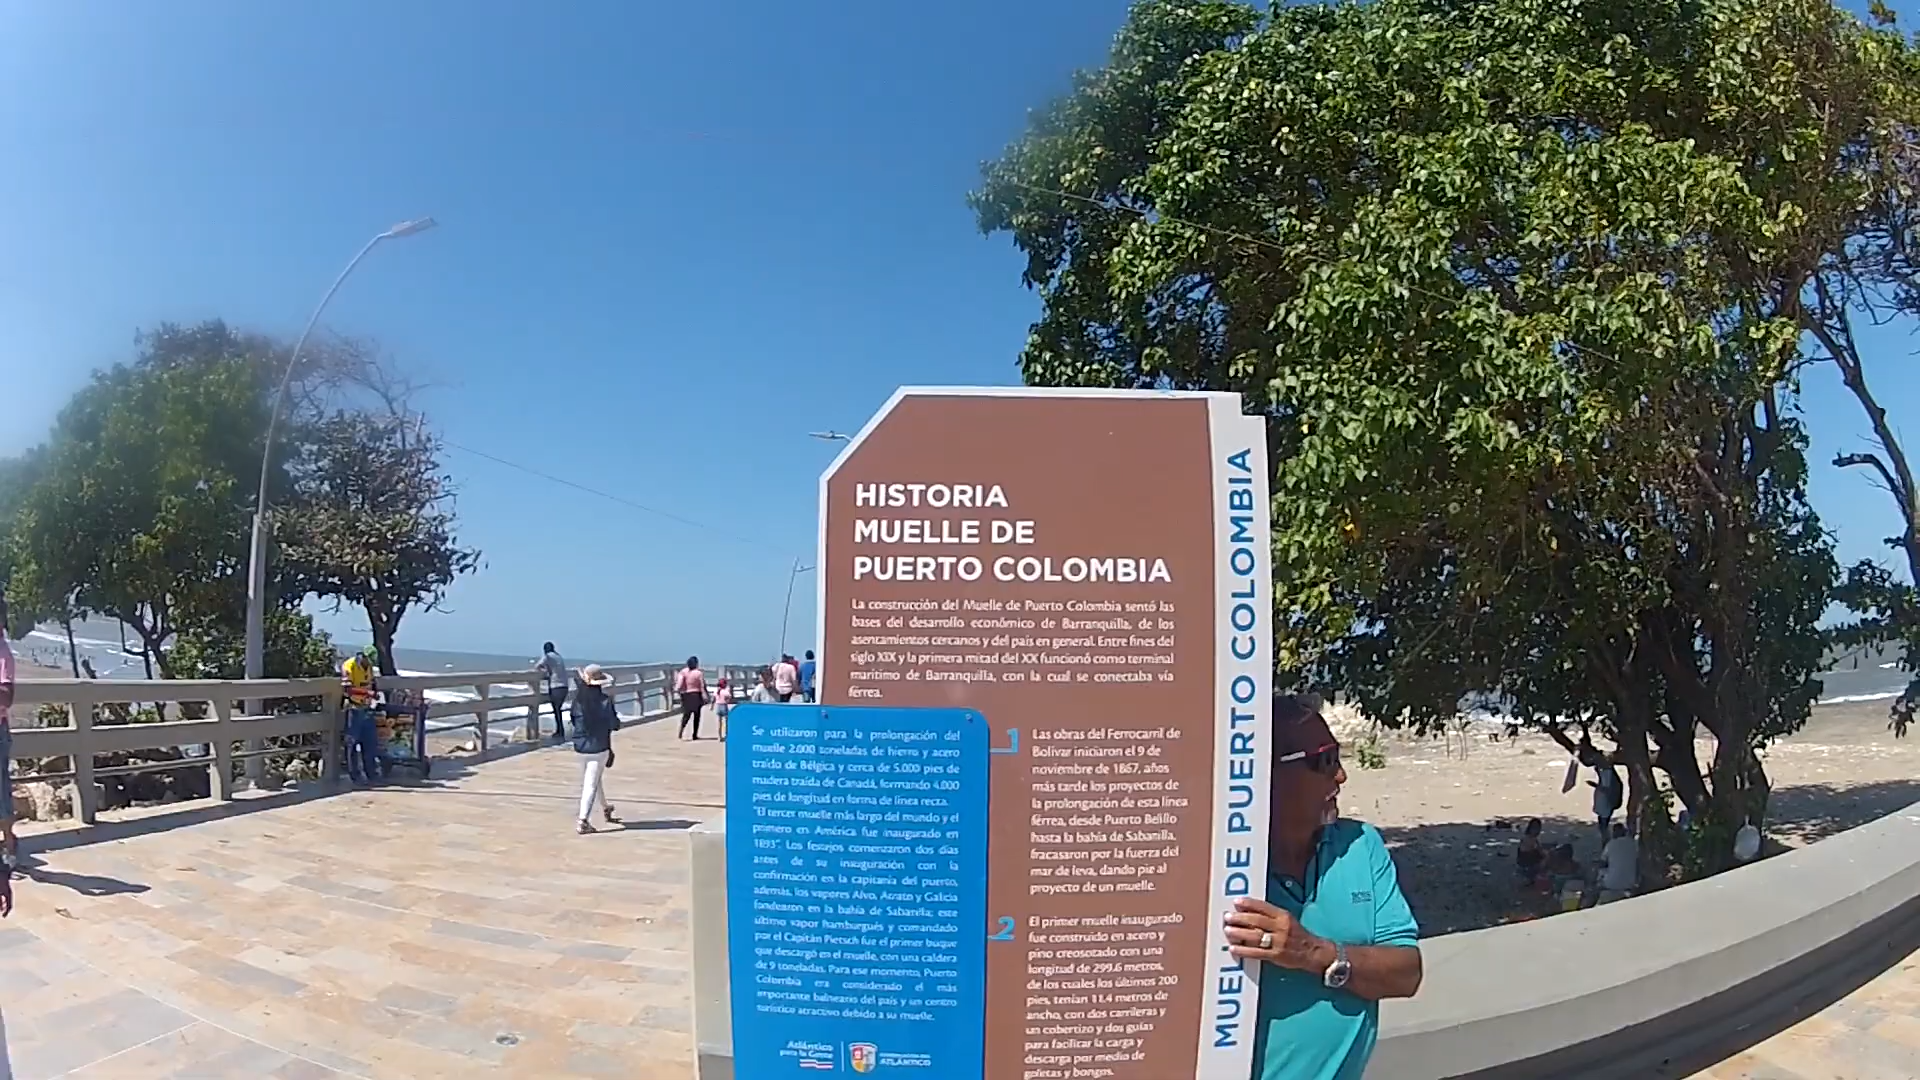 HISTORIA
MUELLE DE
PUERTO COLOMBIA
La construcción del Muelle de Puerto Colombia sentó las
bases del desarrollo económico de Barranquilla, de los
asentamientos cercanos y del país en general. Entre fines del
siglo XIX y la primera mitad del XX funcionó como terminal
marítimo de Barranquilla, con la cual se conectaba vía
férrea.
Se utilizaron para la prolongación del
muelle 2.000 toneladas de hierro y acero
traído de Bélgica y cerca de 5.000 pies de
madera traída de Canadá, formando 4.000
pies de longitud en forma de línea recta.
"El tercer muelle más largo del mundo y el
primero en América fue inaugurado en
1893". Los festejos comenzaron dos días
antes de su inauguración con la
confirmación en la capitanía del puerto,
además, los vapores Alvo, Atrato y Galicia
fondearon en la bahía de Sabanilla; este
último vapor hamburgués y comandado
por el Capitán Pietsch fue el primer buque
que descargó en el muelle, con una caldera
de 9 toneladas. Para ese momento, Puerto
Colombia era considerado el más
importante balneario del país y un centro
turístico atractivo debido a su muelle.
Atlántico
para la Gente
ATLÁNTICO
1
Las obras del Ferrocarril de
Bolívar iniciaron el 9 de
noviembre de 1867, años
más tarde los proyectos de
la prolongación de esta línea
férrea, desde Puerto Belillo
hasta la bahía de Sabanilla,
fracasaron por la fuerza del
mar de leva, dando pie al
proyecto de un muelle.
2
El primer muelle inaugurado
fue construido en acero y
pino creosotado con una
longitud de 299.6 metros,
de los cuales los últimos 200
pies, tenían 11.4 metros de
ancho, con dos carrileras y
un cobertizo y dos guías
para facilitar la carga y
descarga por medio de
goletas y bongos.
MUELL DE PUERTO COLOMBIA
BOSS